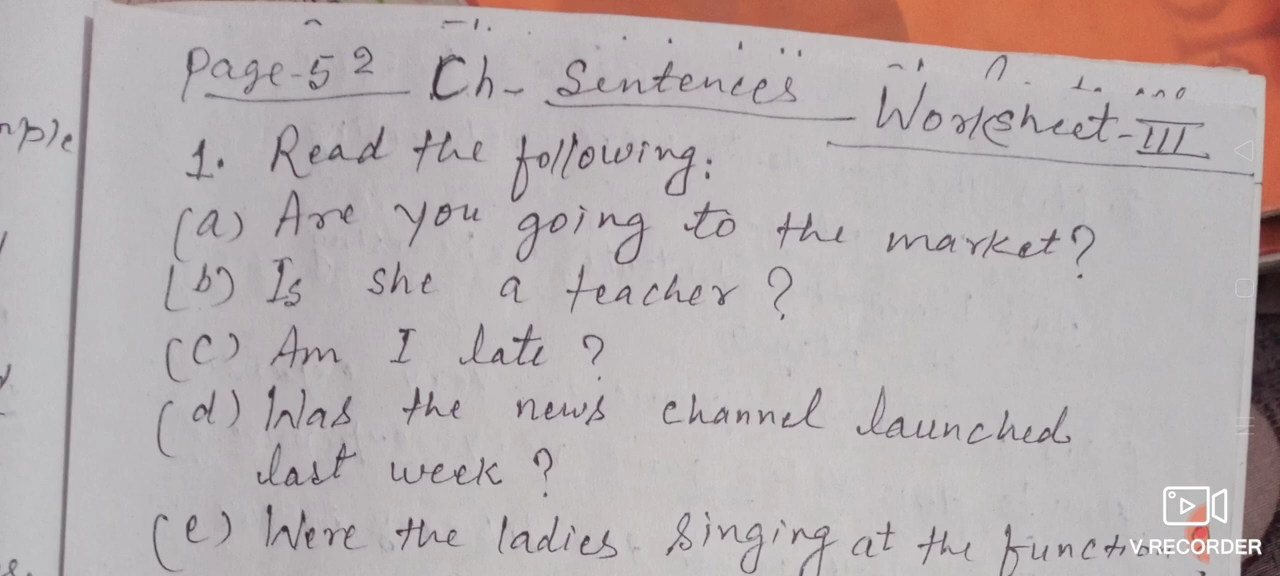 Page-52 Ch- Sentences Worksheet-III
1. Read the following:
(a) Are you going to the market?
(b) Is she a teacher ?
(c) Am I late ?
(d) Was the news channel launched
last week ?
(e) Were the ladies singing at the
V.RECORDER